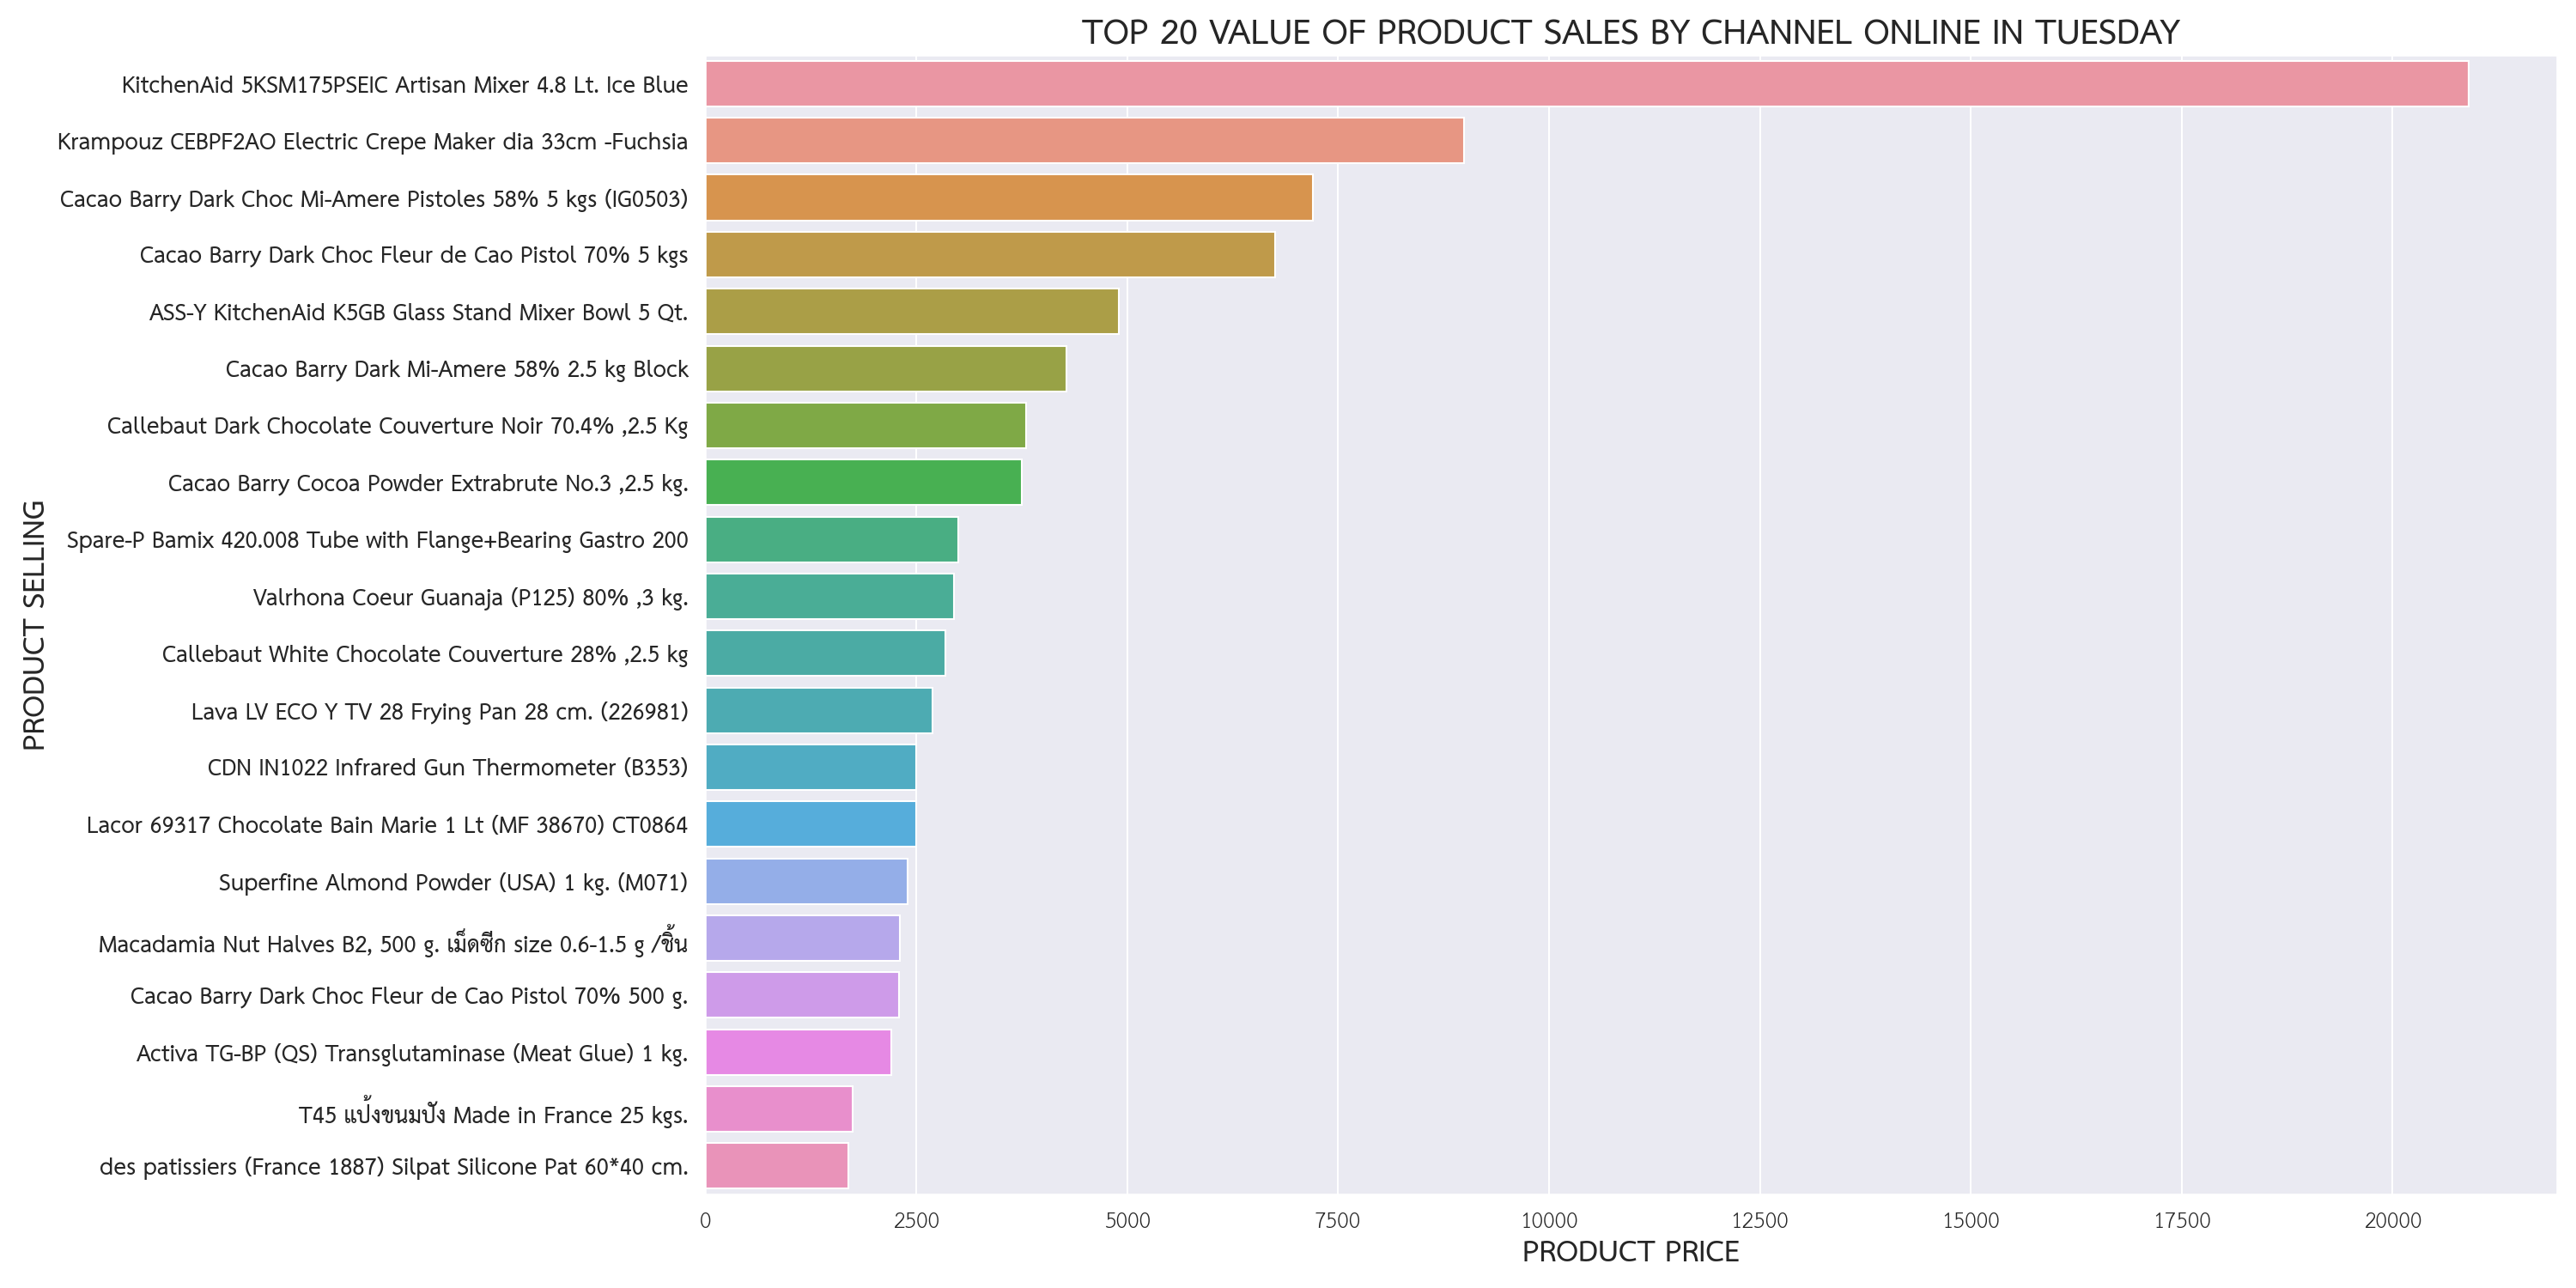 TOP 20 VALUE OF PRODUCT SALES BY CHANNEL ONLINE IN TUESDAY
PRODUCT SELLING
KitchenAid 5KSM175PSEIC Artisan Mixer 4.8 Lt. Ice Blue
Krampouz CEBPF2AO Electric Crepe Maker dia 33cm -Fuchsia
Cacao Barry Dark Choc Mi-Amere Pistoles 58% 5 kgs (IG0503)
Cacao Barry Dark Choc Fleur de Cao Pistol 70% 5 kgs
ASS-Y KitchenAid K5GB Glass Stand Mixer Bowl 5 Qt.
Cacao Barry Dark Mi-Amere 58% 2.5 kg Block
Callebaut Dark Chocolate Couverture Noir 70.4% ,2.5 Kg
Cacao Barry Cocoa Powder Extrabrute No.3 ,2.5 kg.
Spare-P Bamix 420.008 Tube with Flange+Bearing Gastro 200
Valrhona Coeur Guanaja (P125) 80% ,3 kg.
Callebaut White Chocolate Couverture 28% ,2.5 kg
Lava LV ECO Y TV 28 Frying Pan 28 cm. (226981)
CDN IN1022 Infrared Gun Thermometer (B353)
Lacor 69317 Chocolate Bain Marie 1 Lt (MF 38670) CT0864
Superfine Almond Powder (USA) 1 kg. (M071)
Macadamia Nut Halves B2, 500 g. เม็ดซีก size 0.6-1.5 g /ชิ้น
Cacao Barry Dark Choc Fleur de Cao Pistol 70% 500 g.
Activa TG-BP (QS) Transglutaminase (Meat Glue) 1 kg.
T45 แป้งขนมปัง Made in France 25 kgs.
des patissiers (France 1887) Silpat Silicone Pat 60*40 cm.
0 2500 5000 7500 10000 12500 15000 17500 20000
PRODUCT PRICE